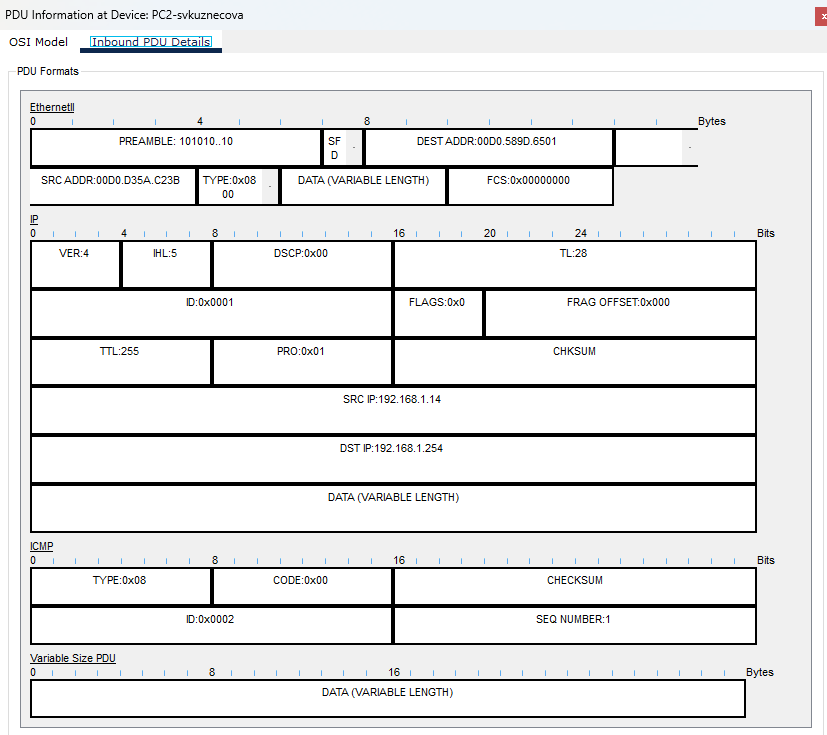 PDU Information at Device: PC2-svkuznecova
x
OSI Model Inbound PDU Details
PDU Formats
EthernetII
0 4 8 Bytes
PREAMBLE: 101010..10 SF D . DEST ADDR:00D0.589D.6501 .
SRC ADDR:00D0.D35A.C23B TYPE:0x08 00 . DATA (VARIABLE LENGTH) FCS:0x00000000
IP
0 4 8 16 20 24 Bits
VER:4 IHL:5 DSCP:0x00 TL:28
ID:0x0001 FLAGS:0x0 FRAG OFFSET:0x000
TTL:255 PRO:0x01 CHKSUM
SRC IP:192.168.1.14
DST IP:192.168.1.254
DATA (VARIABLE LENGTH)
ICMP
0 8 16 Bits
TYPE:0x08 CODE:0x00 CHECKSUM
ID:0x0002 SEQ NUMBER:1
Variable Size PDU
0 8 16 Bytes
DATA (VARIABLE LENGTH)